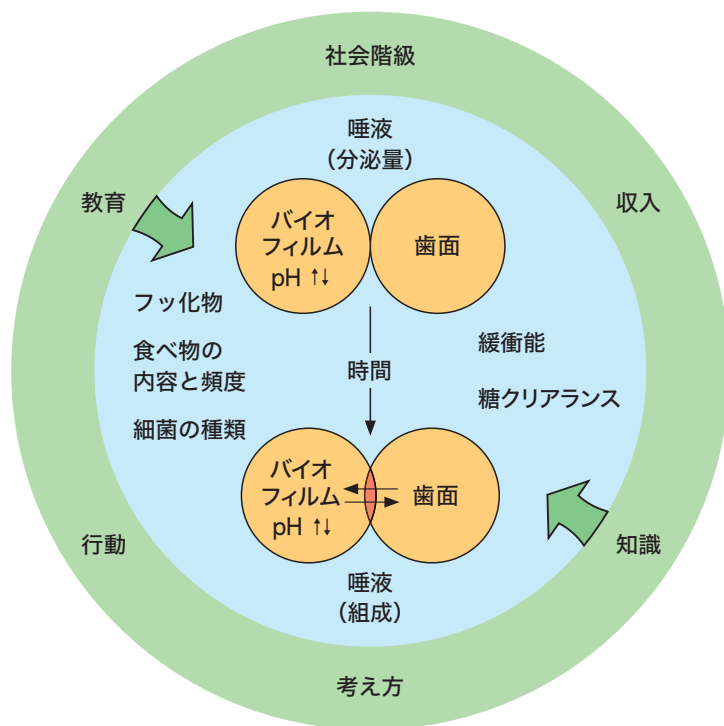 社会階級
唾液
(分泌量)
教育
収入
バイオ
フィルム
pH ↑↓
歯面
フッ化物
食べ物の
内容と頻度
細菌の種類
時間
緩衝能
糖クリアランス
バイオ
フィルム
pH ↑↓
歯面
行動
知識
唾液
(組成)
考え方